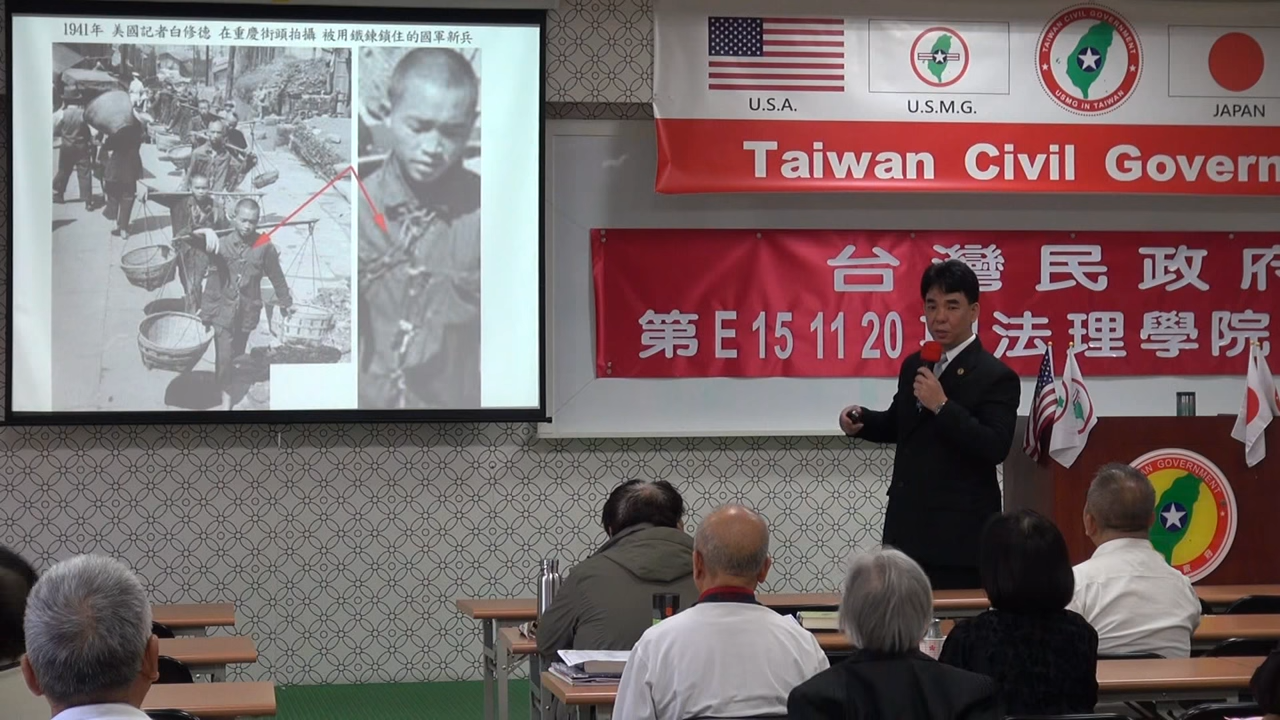 1941年 美國記者白修德 在重慶街頭拍攝 被用鐵鍊鎖住的國軍新兵
U.S.A.
U.S.M.G.
TAIWAN CIVIL GOVERNMENT
USMG IN TAIWAN
JAPAN
Taiwan Civil Govern
台灣民政府
第E 15 11 20 法理學院
AN GOVERNMENT